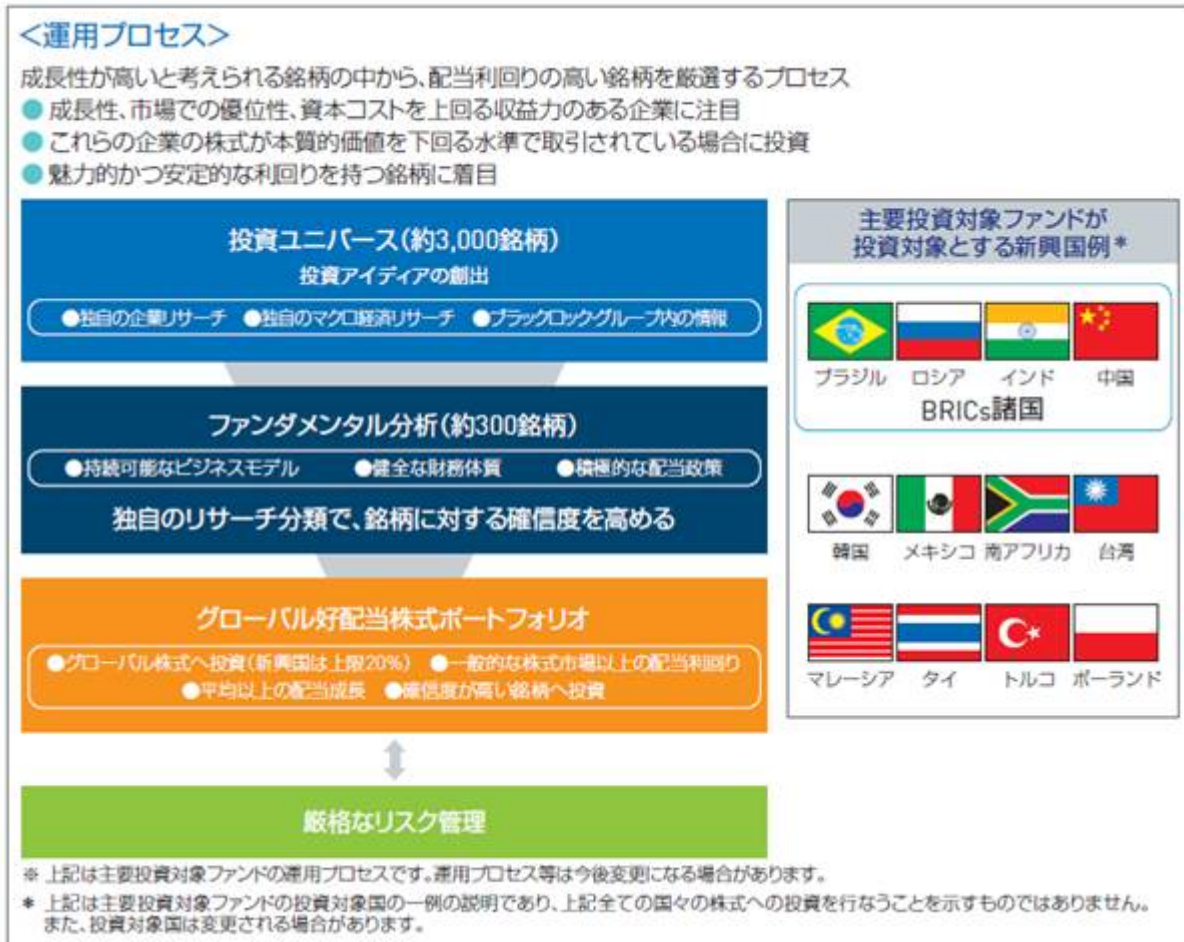 <運用プロセス>
成長性が高いと考えられる銘柄の中から、配当利回りの高い銘柄を厳選するプロセス
● 成長性、市場での優位性、資本コストを上回る収益力のある企業に注目
● これらの企業の株式が本質的価値を下回る水準で取引されている場合に投資
● 魅力的かつ安定的な利回りを持つ銘柄に着目
投資ユニバース(約3,000銘柄)
投資アイディアの創出
●独自の企業リサーチ ●独自のマクロ経済リサーチ ●ブラックロック・グループ内の情報
ファンダメンタル分析(約300銘柄)
●持続可能なビジネスモデル ●健全な財務体質 ●積極的な配当政策
独自のリサーチ分類で、銘柄に対する確信度を高める
グローバル好配当株式ポートフォリオ
●グローバル株式へ投資(新興国は上限20%) ●一般的な株式市場以上の配当利回り
●平均以上の配当成長 ●確信度が高い銘柄へ投資
厳格なリスク管理
主要投資対象ファンドが
投資対象とする新興国例*
ブラジル ロシア インド 中国
BRICs諸国
韓国 メキシコ 南アフリカ 台湾
マレーシア タイ トルコ ポーランド
※ 上記は主要投資対象ファンドの運用プロセスです。運用プロセス等は今後変更になる場合があります。
* 上記は主要投資対象ファンドの投資対象国の一例の説明であり、上記全ての国々の株式への投資を行なうことを示すものではありません。
また、投資対象国は変更される場合があります。